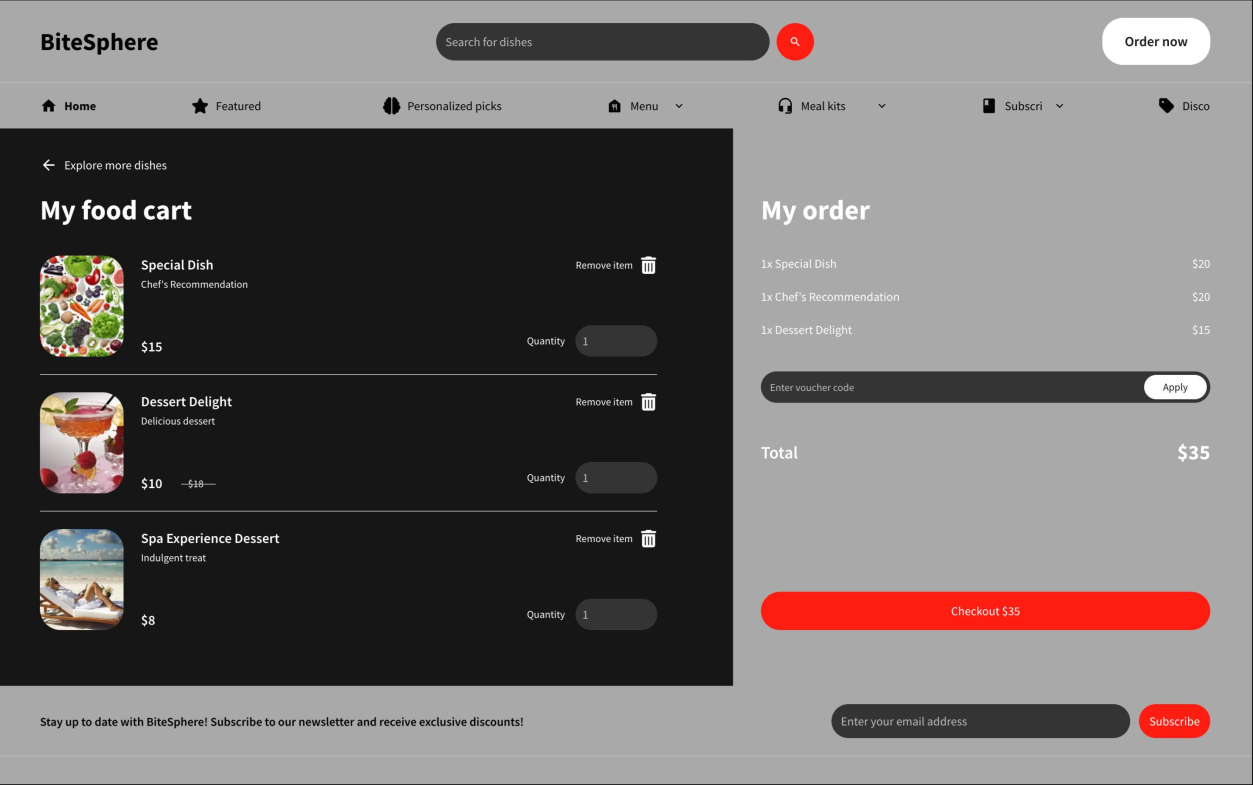 BiteSphere
Search for dishes
Order now
Home
Featured
Personalized picks
Menu
Meal kits
Subscri
Disco
Explore more dishes
My food cart
Special Dish
Remove item
Chef's Recommendation
$15
Quantity
1
Dessert Delight
Remove item
Delicious dessert
$10
$18
Quantity
1
Spa Experience Dessert
Remove item
Indulgent treat
$8
Quantity
1
My order
1x Special Dish $20
1x Chef's Recommendation $20
1x Dessert Delight $15
Enter voucher code
Apply
Total $35
Checkout $35
Stay up to date with BiteSphere! Subscribe to our newsletter and receive exclusive discounts!
Enter your email address
Subscribe